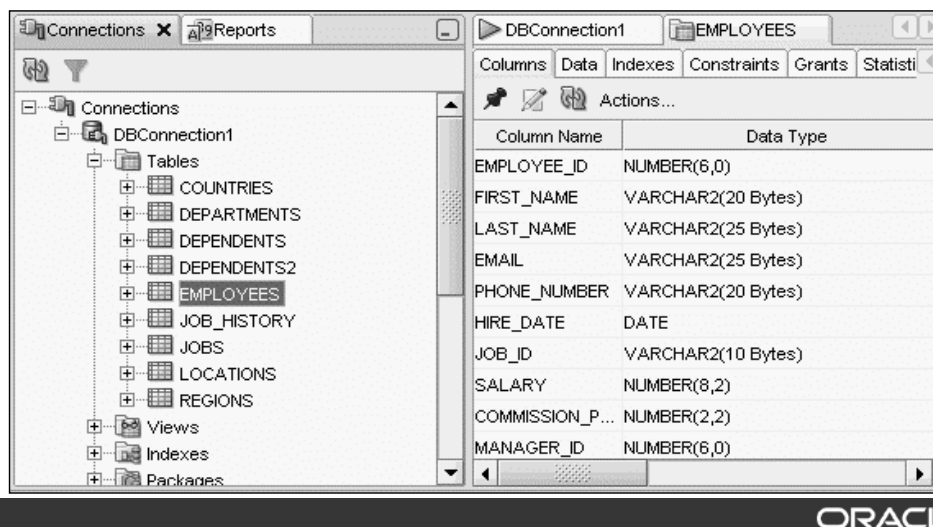 Connections
Reports
Connections
DBConnection1
Tables
COUNTRIES
DEPARTMENTS
DEPENDENTS
DEPENDENTS2
EMPLOYEES
JOB_HISTORY
JOBS
LOCATIONS
REGIONS
Views
Indexes
Packages
DBConnection1
EMPLOYEES
Columns Data Indexes Constraints Grants Statisti
Actions...
Column Name Data Type
EMPLOYEE_ID NUMBER(6,0)
FIRST_NAME VARCHAR2(20 Bytes)
LAST_NAME VARCHAR2(25 Bytes)
EMAIL VARCHAR2(25 Bytes)
PHONE_NUMBER VARCHAR2(20 Bytes)
HIRE_DATE DATE
JOB_ID VARCHAR2(10 Bytes)
SALARY NUMBER(8,2)
COMMISSION_P... NUMBER(2,2)
MANAGER_ID NUMBER(6,0)
ORACL